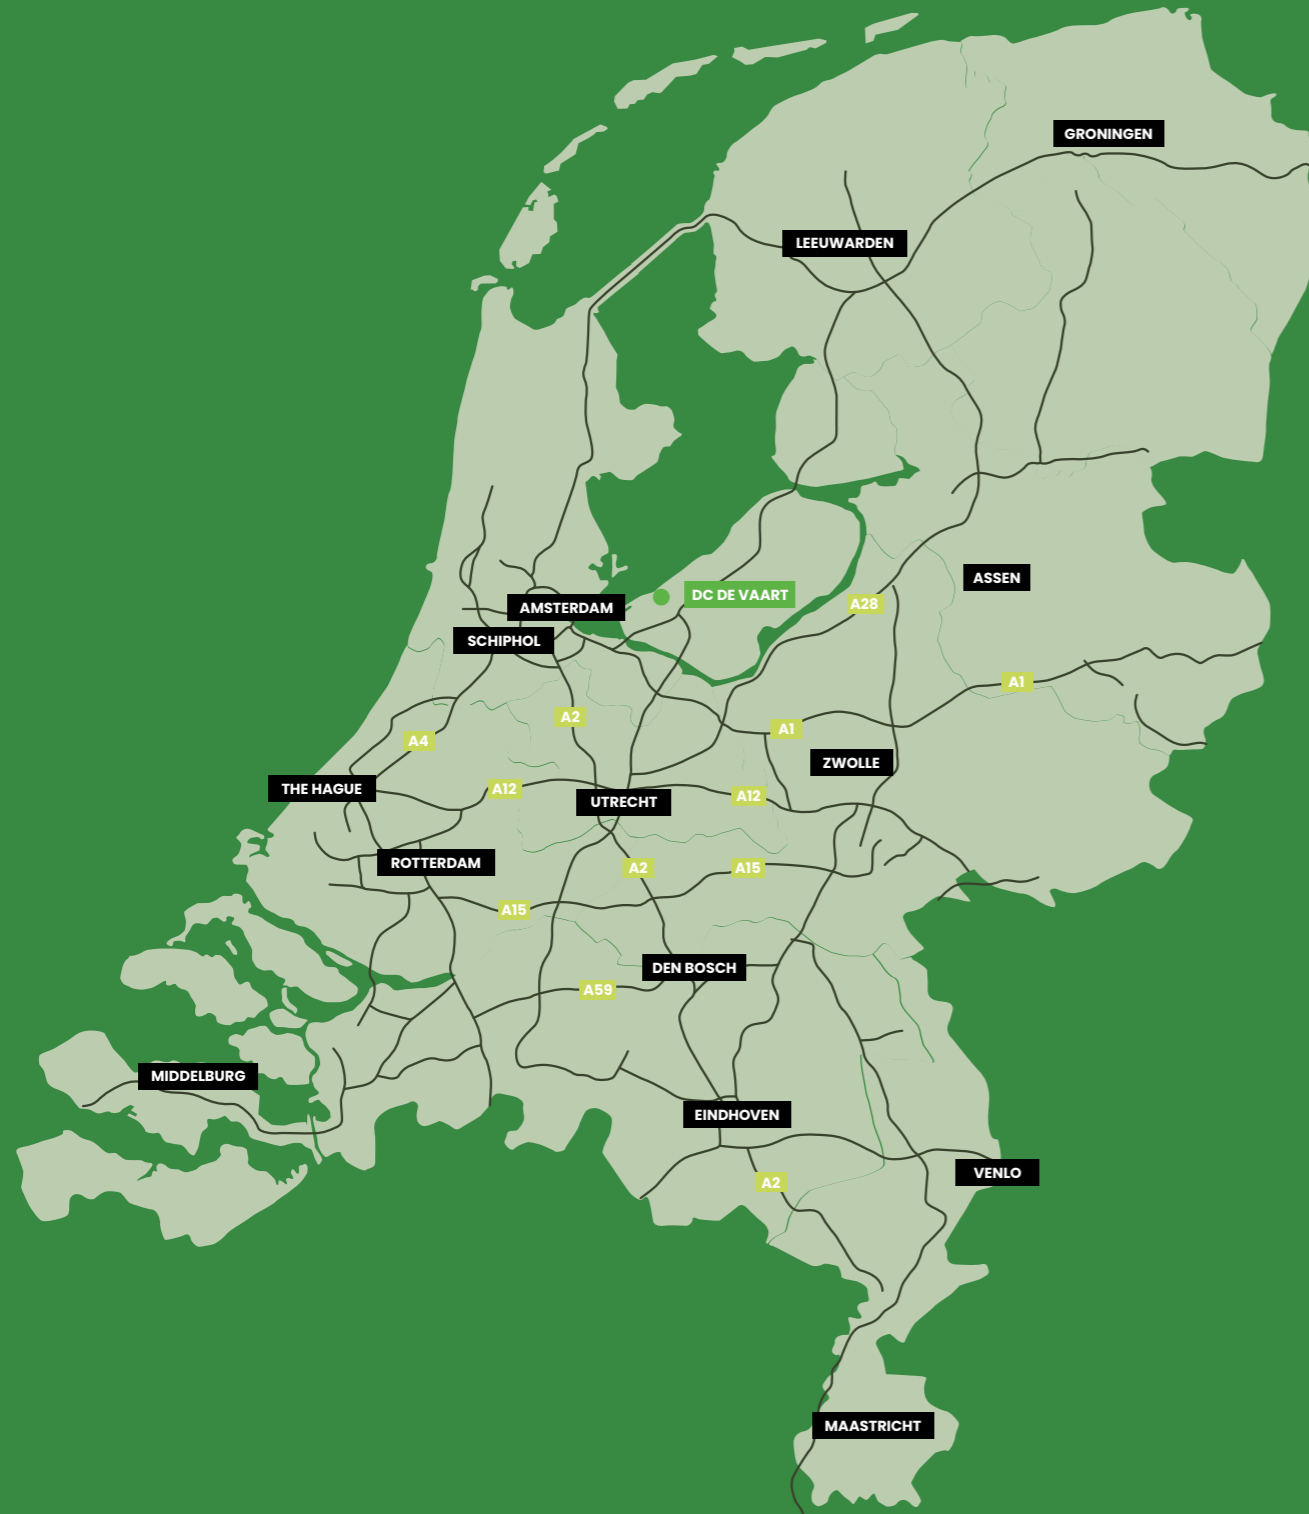 GRONINGEN
LEEUWARDEN
ASSEN
DC DE VAART
A28
AMSTERDAM
SCHIPHOL
A1
A2
A1
A4
ZWOLLE
THE HAGUE
A12
A12
UTRECHT
ROTTERDAM
A2
A15
A15
DEN BOSCH
A59
MIDDELBURG
EINDHOVEN
VENLO
A2
MAASTRICHT